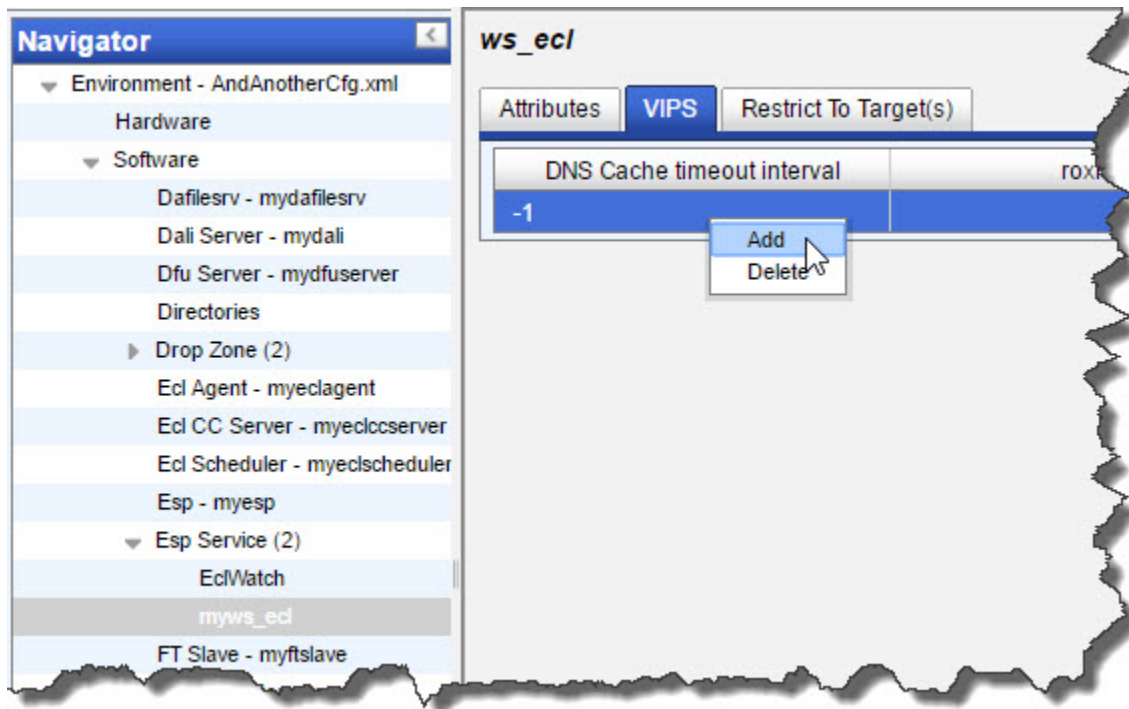 Navigator
Environment - AndAnotherCfg.xml
Hardware
Software
Dafilesrv - mydafilesrv
Dali Server - mydali
Dfu Server - mydfuserver
Directories
Drop Zone (2)
Ecl Agent - myeclagent
Ecl CC Server - myeclccserver
Ecl Scheduler - myeclscheduler
Esp - myesp
Esp Service (2)
EclWatch
myws_ecl
FT Slave - myftslave
ws_ecl
Attributes VIPS Restrict To Target(s)
DNS Cache timeout interval
-1
Add
Delete